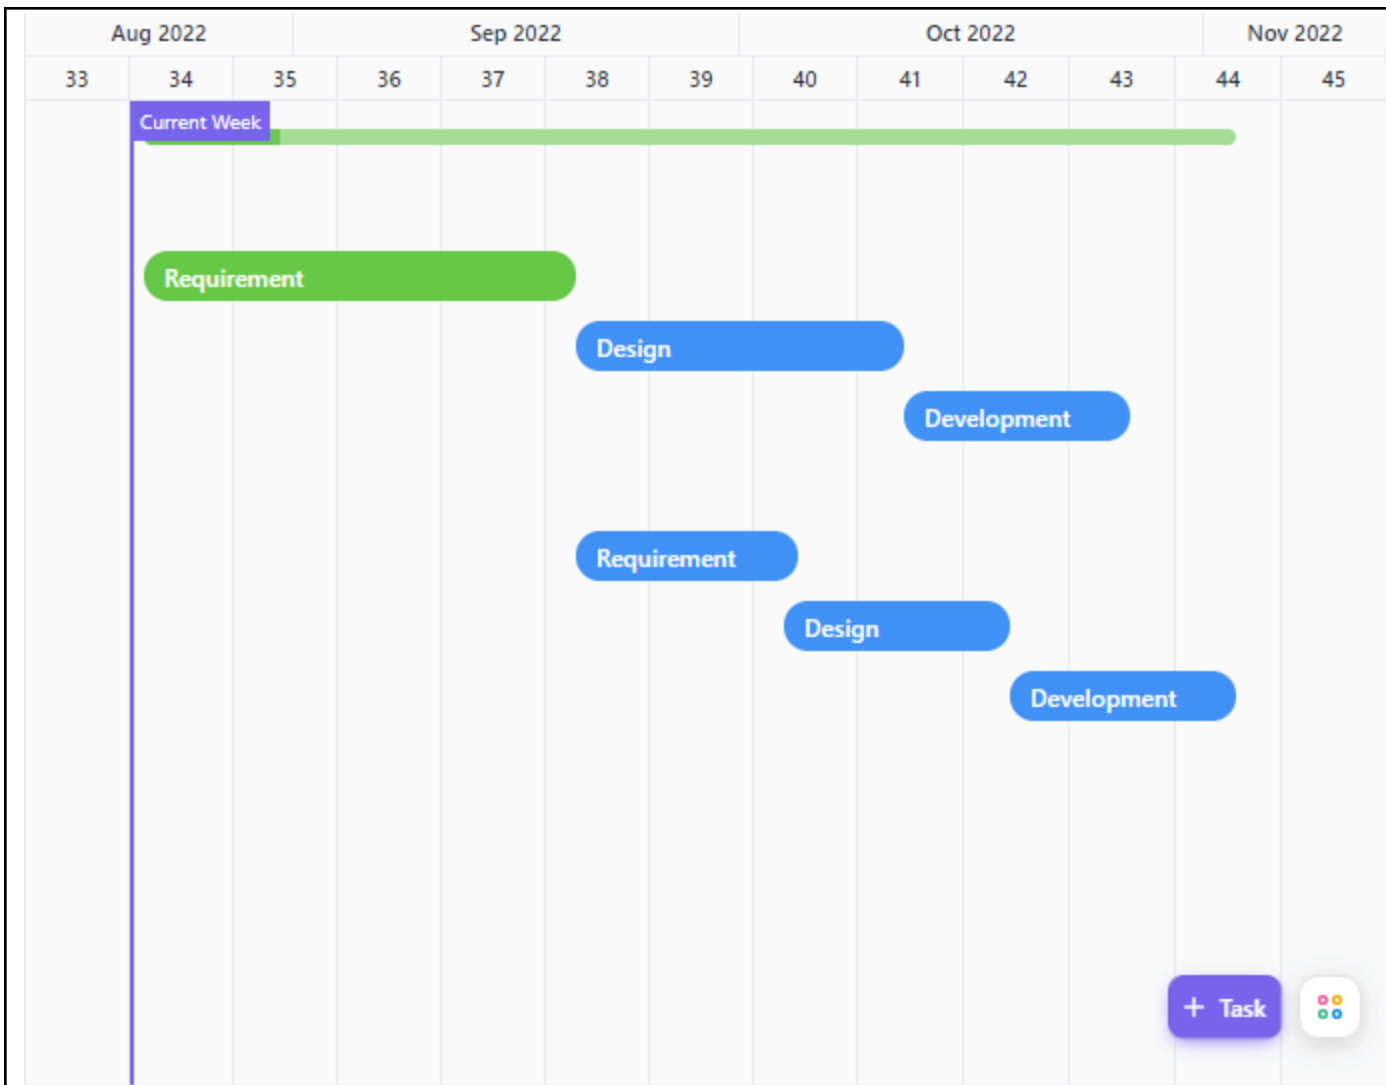 Aug 2022 Sep 2022 Oct 2022 Nov 2022
33 34 35 36 37 38 39 40 41 42 43 44 45
Current Week
Requirement
Design
Development
Requirement
Design
Development
+ Task